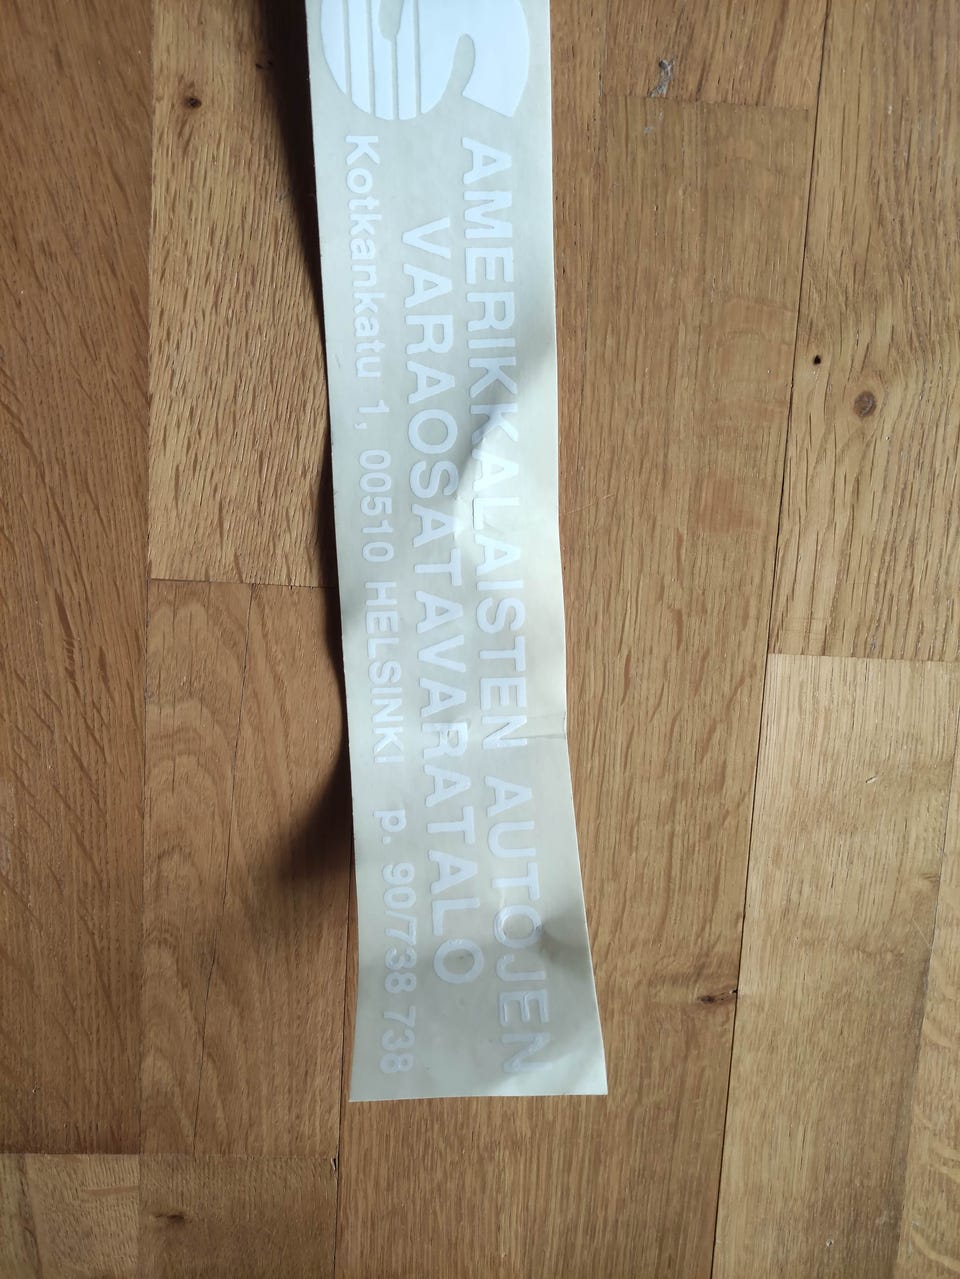 AMERIKKALAISTEN AUTOJEN
VARAOSATAVARATALO
Kotkankatu 1, 00510 HELSINKI p. 90/738 738